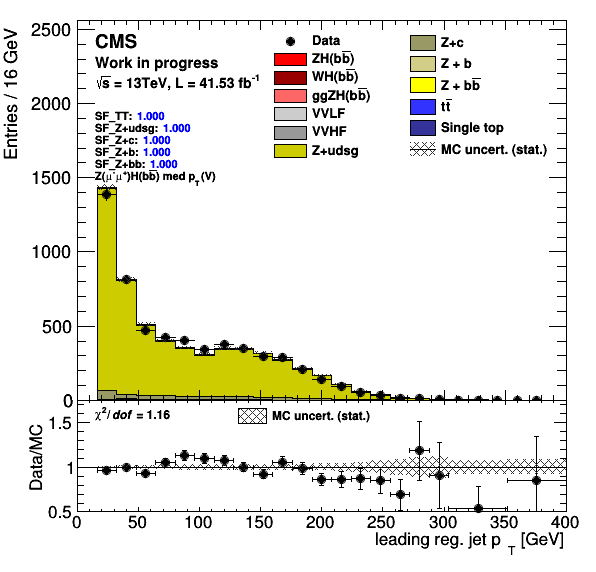 CMS
Work in progress
√s = 13TeV, L = 41.53 fb⁻¹
SF_TT: 1.000
SF_Z+udsg: 1.000
SF_Z+c: 1.000
SF_Z+b: 1.000
SF_Z+bb: 1.000
Z(μ⁻μ⁺)H(bb̅) med p_T(V)
Data
ZH(bb̅)
WH(bb̅)
ggZH(bb̅)
VVLF
VVHF
Z+udsg
Z+c
Z + b
Z + bb̅
tt̅
Single top
MC uncert. (stat.)
Entries / 16 GeV
2500
2000
1500
1000
500
0
χ²/dof = 1.16
MC uncert. (stat.)
Data/MC
1.5
1
0.5
0 50 100 150 200 250 300 350 400
leading reg. jet p_T [GeV]